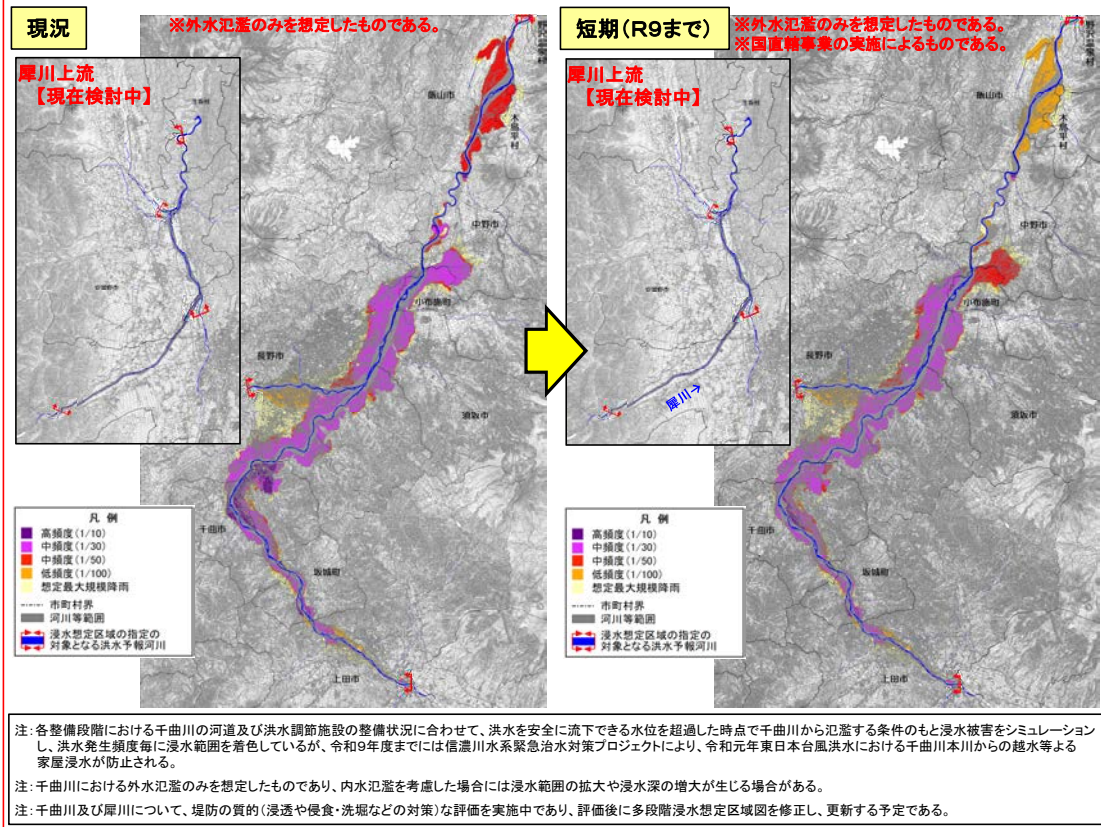 現況
※外水氾濫のみを想定したものである。
犀川上流
【現在検討中】
飯山市
木島平村
中野市
小布施町
長野市
須坂市
千曲市
坂城町
上田市
凡 例
高頻度(1/10)
中頻度(1/30)
中頻度(1/50)
低頻度(1/100)
想定最大規模降雨
市町村界
河川等範囲
浸水想定区域の指定の
対象となる洪水予報河川
短期(R9まで)
※外水氾濫のみを想定したものである。
※国直轄事業の実施によるものである。
犀川上流
【現在検討中】
犀川→
飯山市
木島平村
中野市
小布施町
長野市
須坂市
千曲市
坂城町
上田市
凡 例
高頻度(1/10)
中頻度(1/30)
中頻度(1/50)
低頻度(1/100)
想定最大規模降雨
市町村界
河川等範囲
浸水想定区域の指定の
対象となる洪水予報河川
注:各整備段階における千曲川の河道及び洪水調節施設の整備状況に合わせて、洪水を安全に流下できる水位を超過した時点で千曲川から氾濫する条件のもと浸水被害をシミュレーション
し、洪水発生頻度毎に浸水範囲を着色しているが、令和9年度までには信濃川水系緊急治水対策プロジェクトにより、令和元年東日本台風洪水における千曲川本川からの越水等よる
家屋浸水が防止される。
注:千曲川における外水氾濫のみを想定したものであり、内水氾濫を考慮した場合には浸水範囲の拡大や浸水深の増大が生じる場合がある。
注:千曲川及び犀川について、堤防の質的(浸透や侵食・洗掘などの対策)な評価を実施中であり、評価後に多段階浸水想定区域図を修正し、更新する予定である。